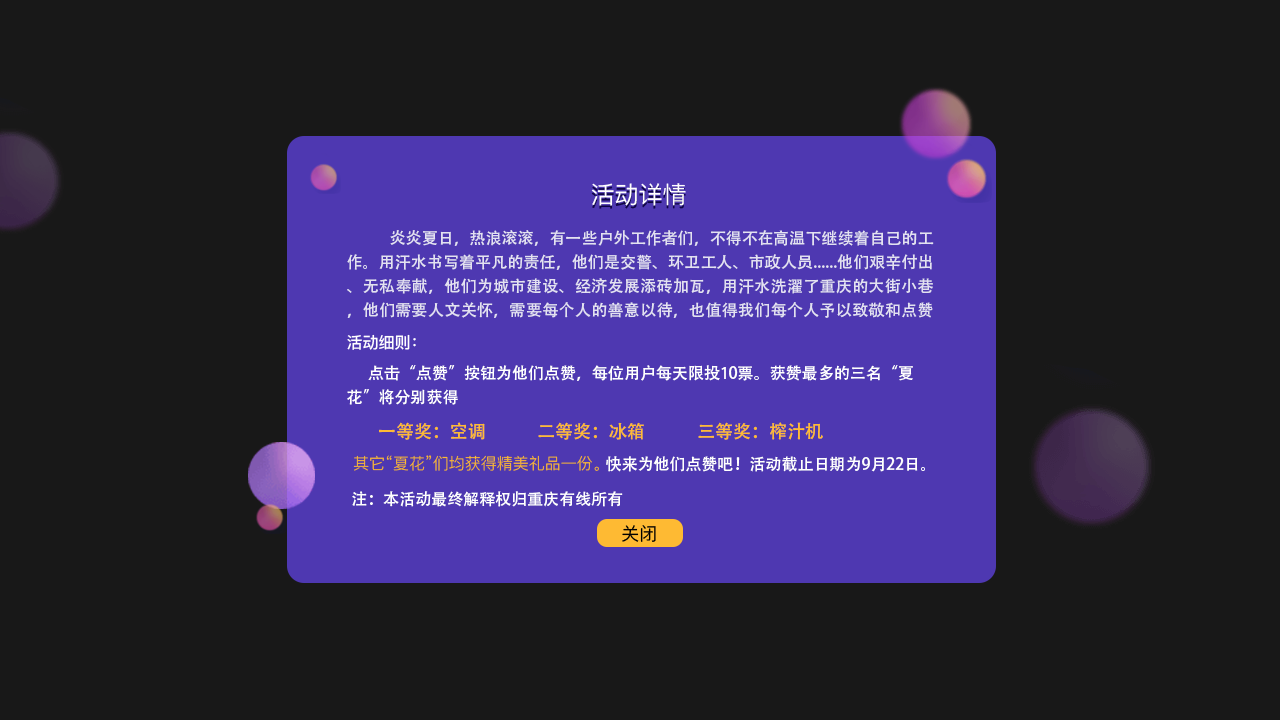 活动详情
炎炎夏日，热浪滚滚，有一些户外工作者们，不得不在高温下继续着自己的工
作。用汗水书写着平凡的责任，他们是交警、环卫工人、市政人员......他们艰辛付出
、无私奉献，他们为城市建设、经济发展添砖加瓦，用汗水洗濯了重庆的大街小巷
，他们需要人文关怀，需要每个人的善意以待，也值得我们每个人予以致敬和点赞
活动细则：
点击“点赞”按钮为他们点赞，每位用户每天限投10票。获赞最多的三名“夏
花”将分别获得
一等奖：空调 二等奖：冰箱 三等奖：榨汁机
其它“夏花”们均获得精美礼品一份。快来为他们点赞吧！活动截止日期为9月22日。
注：本活动最终解释权归重庆有线所有
关闭